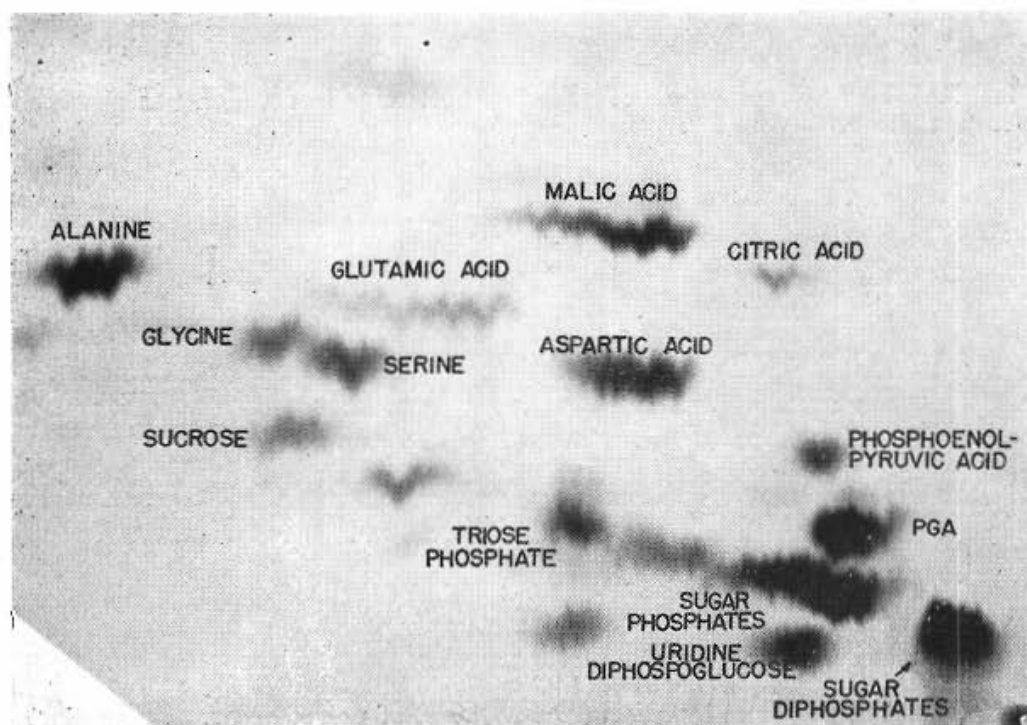 MALIC ACID
ALANINE
CITRIC ACID
GLUTAMIC ACID
GLYCINE
ASPARTIC ACID
SERINE
SUCROSE
PHOSPHOENOL-
PYRUVIC ACID
TRIOSE
PHOSPHATE
PGA
SUGAR
PHOSPHATES
URIDINE
DIPHOSPOGLUCOSE
SUGAR
DIPHOSPHATES